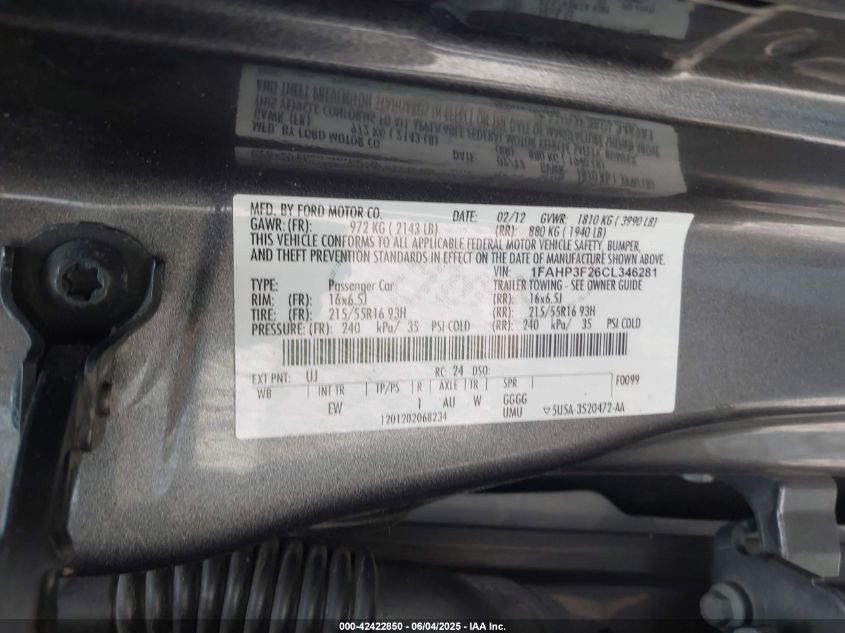 MFD. BY FORD MOTOR CO. DATE: 02/12 GVWR: 1810 KG ( 3990 LB)
GAWR: (FR): 972 KG ( 2143 LB) (RR): 880 KG ( 1940 LB)
THIS VEHICLE CONFORMS TO ALL APPLICABLE FEDERAL MOTOR VEHICLE SAFETY, BUMPER,
AND THEFT PREVENTION STANDARDS IN EFFECT ON THE DATE OF MANUFACTURE SHOWN ABOVE.
VIN: 1FAHP3F26CL346281
TYPE: Passenger Car TRAILER TOWING - SEE OWNER GUIDE
RIM: (FR): 16x6.5J (RR): 16x6.5J
TIRE: (FR): 215/55R16 93H (RR): 215/55R16 93H
PRESSURE: (FR): 240 kPa/ 35 PSI COLD (RR): 240 kPa/ 35 PSI COLD
EXT PNT: UJ RC: 24 DSO: F0099
WB INT TR TP/PS R AXLE TR SPR
EW 1 AU W GGGG
1201202068234 UMU ▽5U5A-3520472-AA
000-42422850 - 06/04/2025 - IAA Inc.